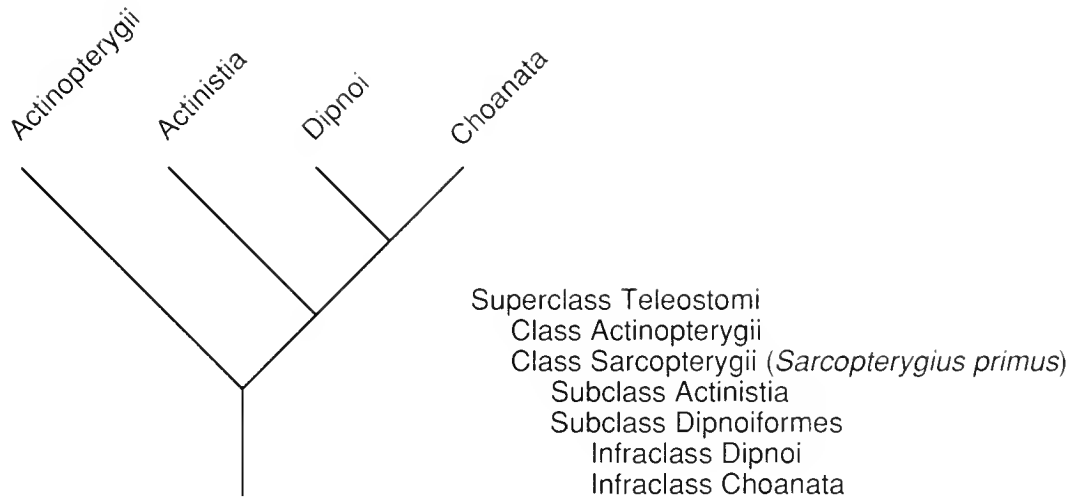 Actinopterygii
Actinistia
Dipnoi
Choanata
Superclass Teleostomi
Class Actinopterygii
Class Sarcopterygii (Sarcopterygius primus)
Subclass Actinistia
Subclass Dipnoiformes
Infraclass Dipnoi
Infraclass Choanata